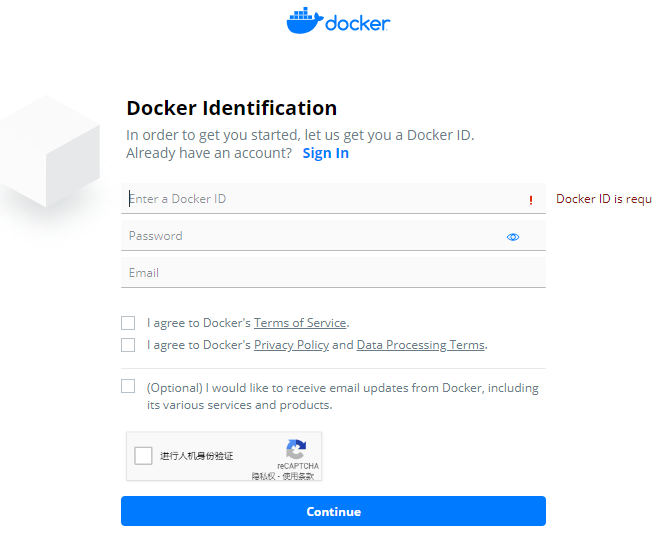 docker
Docker Identification
In order to get you started, let us get you a Docker ID.
Already have an account? Sign In
Enter a Docker ID ! Docker ID is requ
Password
Email
I agree to Docker's Terms of Service.
I agree to Docker's Privacy Policy and Data Processing Terms.
(Optional) I would like to receive email updates from Docker, including
its various services and products.
进行人机身份验证
reCAPTCHA
隐私权 - 使用条款
Continue